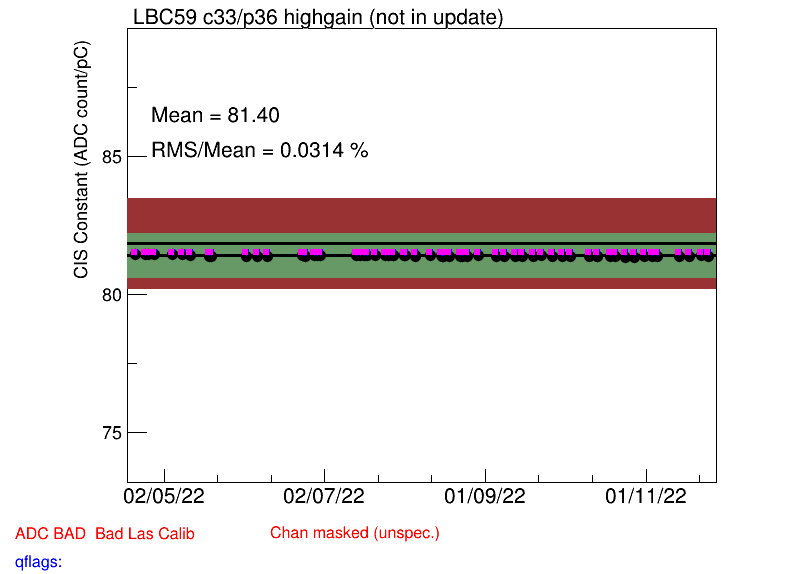 LBC59 c33/p36 highgain (not in update)
CIS Constant (ADC count/pC)
Mean = 81.40
RMS/Mean = 0.0314 %
85
80
75
02/05/22 02/07/22 01/09/22 01/11/22
ADC BAD Bad Las Calib Chan masked (unspec.)
qflags: